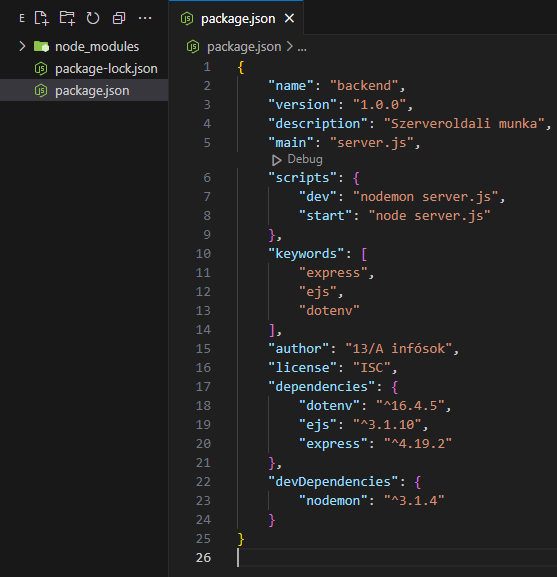 E
node_modules
package-lock.json
package.json
package.json
package.json > ...
1 {
2 "name": "backend",
3 "version": "1.0.0",
4 "description": "Szerveroldali munka",
5 "main": "server.js",
Debug
6 "scripts": {
7 "dev": "nodemon server.js",
8 "start": "node server.js"
9 },
10 "keywords": [
11 "express",
12 "ejs",
13 "dotenv"
14 ],
15 "author": "13/A infósok",
16 "license": "ISC",
17 "dependencies": {
18 "dotenv": "^16.4.5",
19 "ejs": "^3.1.10",
20 "express": "^4.19.2"
21 },
22 "devDependencies": {
23 "nodemon": "^3.1.4"
24 }
25 }
26